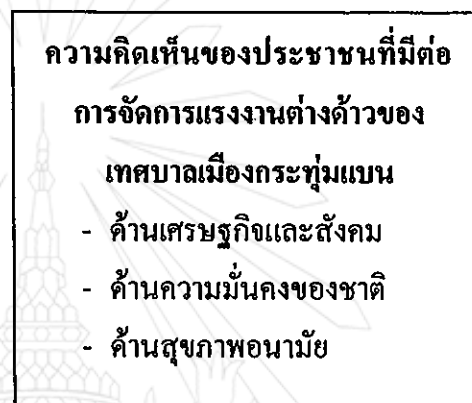 ความคิดเห็นของประชาชนที่มีต่อ
การจัดการแรงงานต่างด้าวของ
เทศบาลเมืองกระทุ่มแบน
- ด้านเศรษฐกิจและสังคม
- ด้านความมั่นคงของชาติ
- ด้านสุขภาพอนามัย